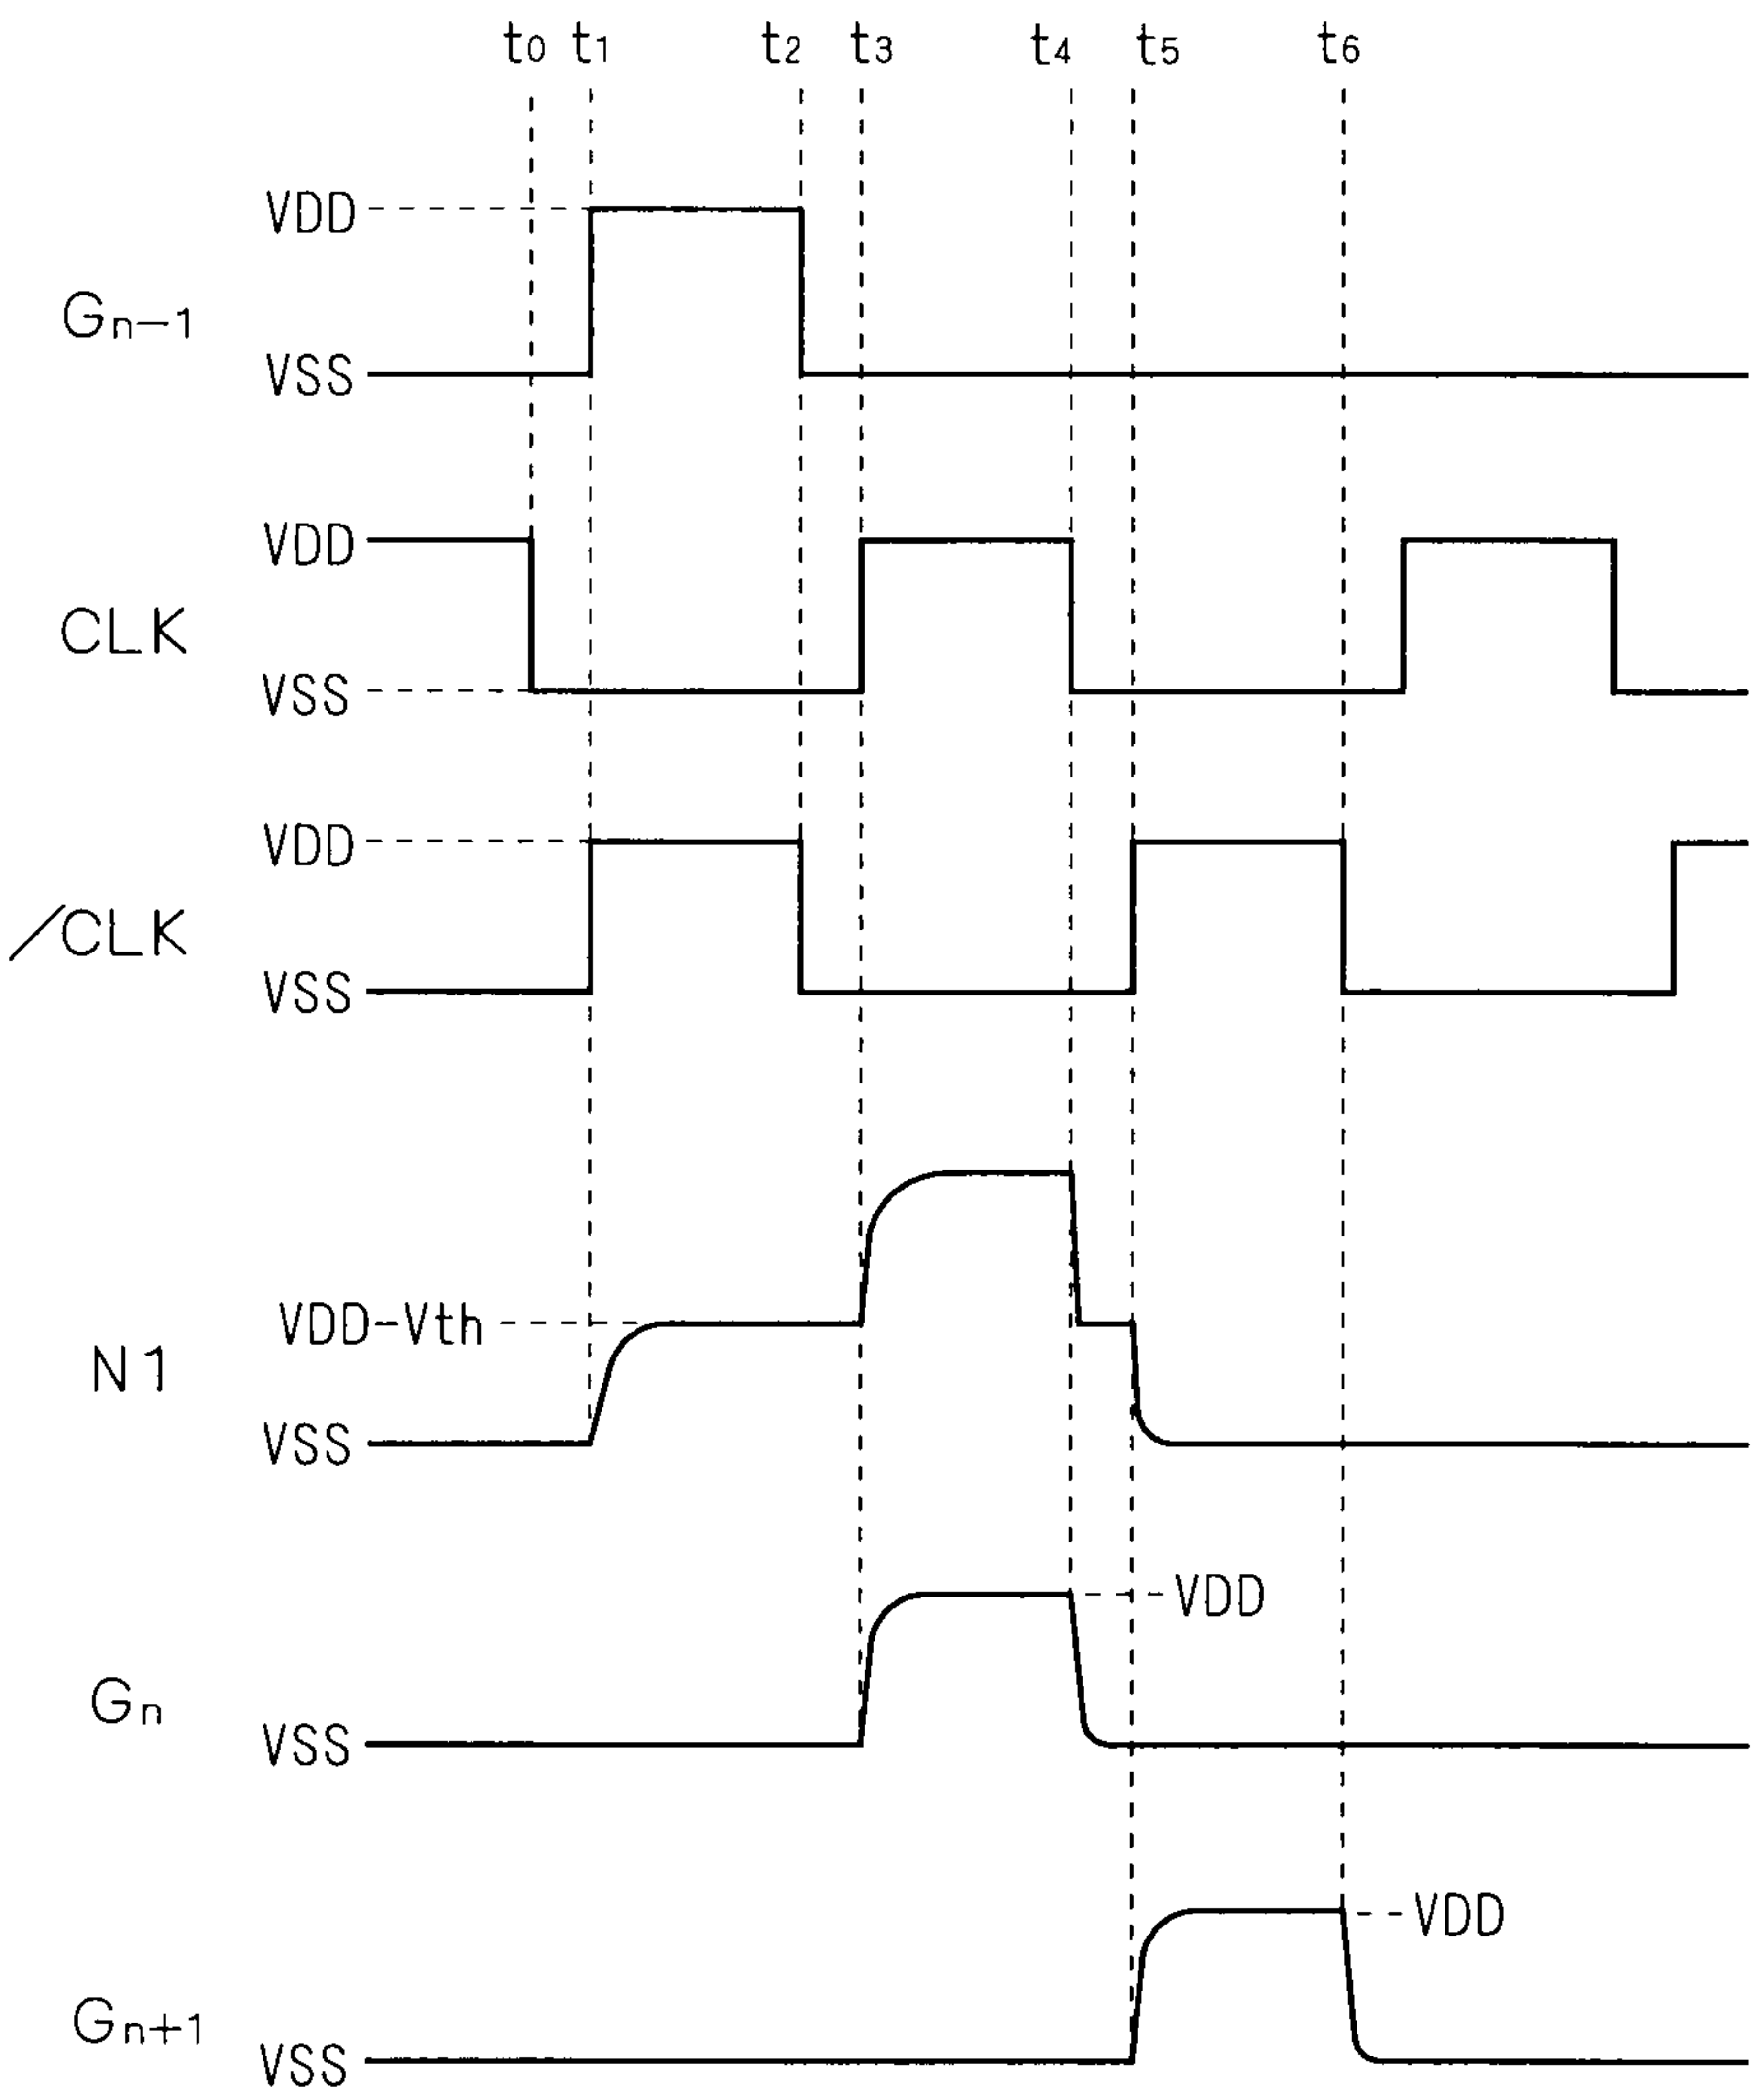 t0 t1 t2 t3 t4 t5 t6
VDD
Gn-1
VSS
VDD
CLK
VSS
VDD
/CLK
VSS
VDD-Vth
N1
VSS
VDD
Gn
VSS
VDD
Gn+1
VSS